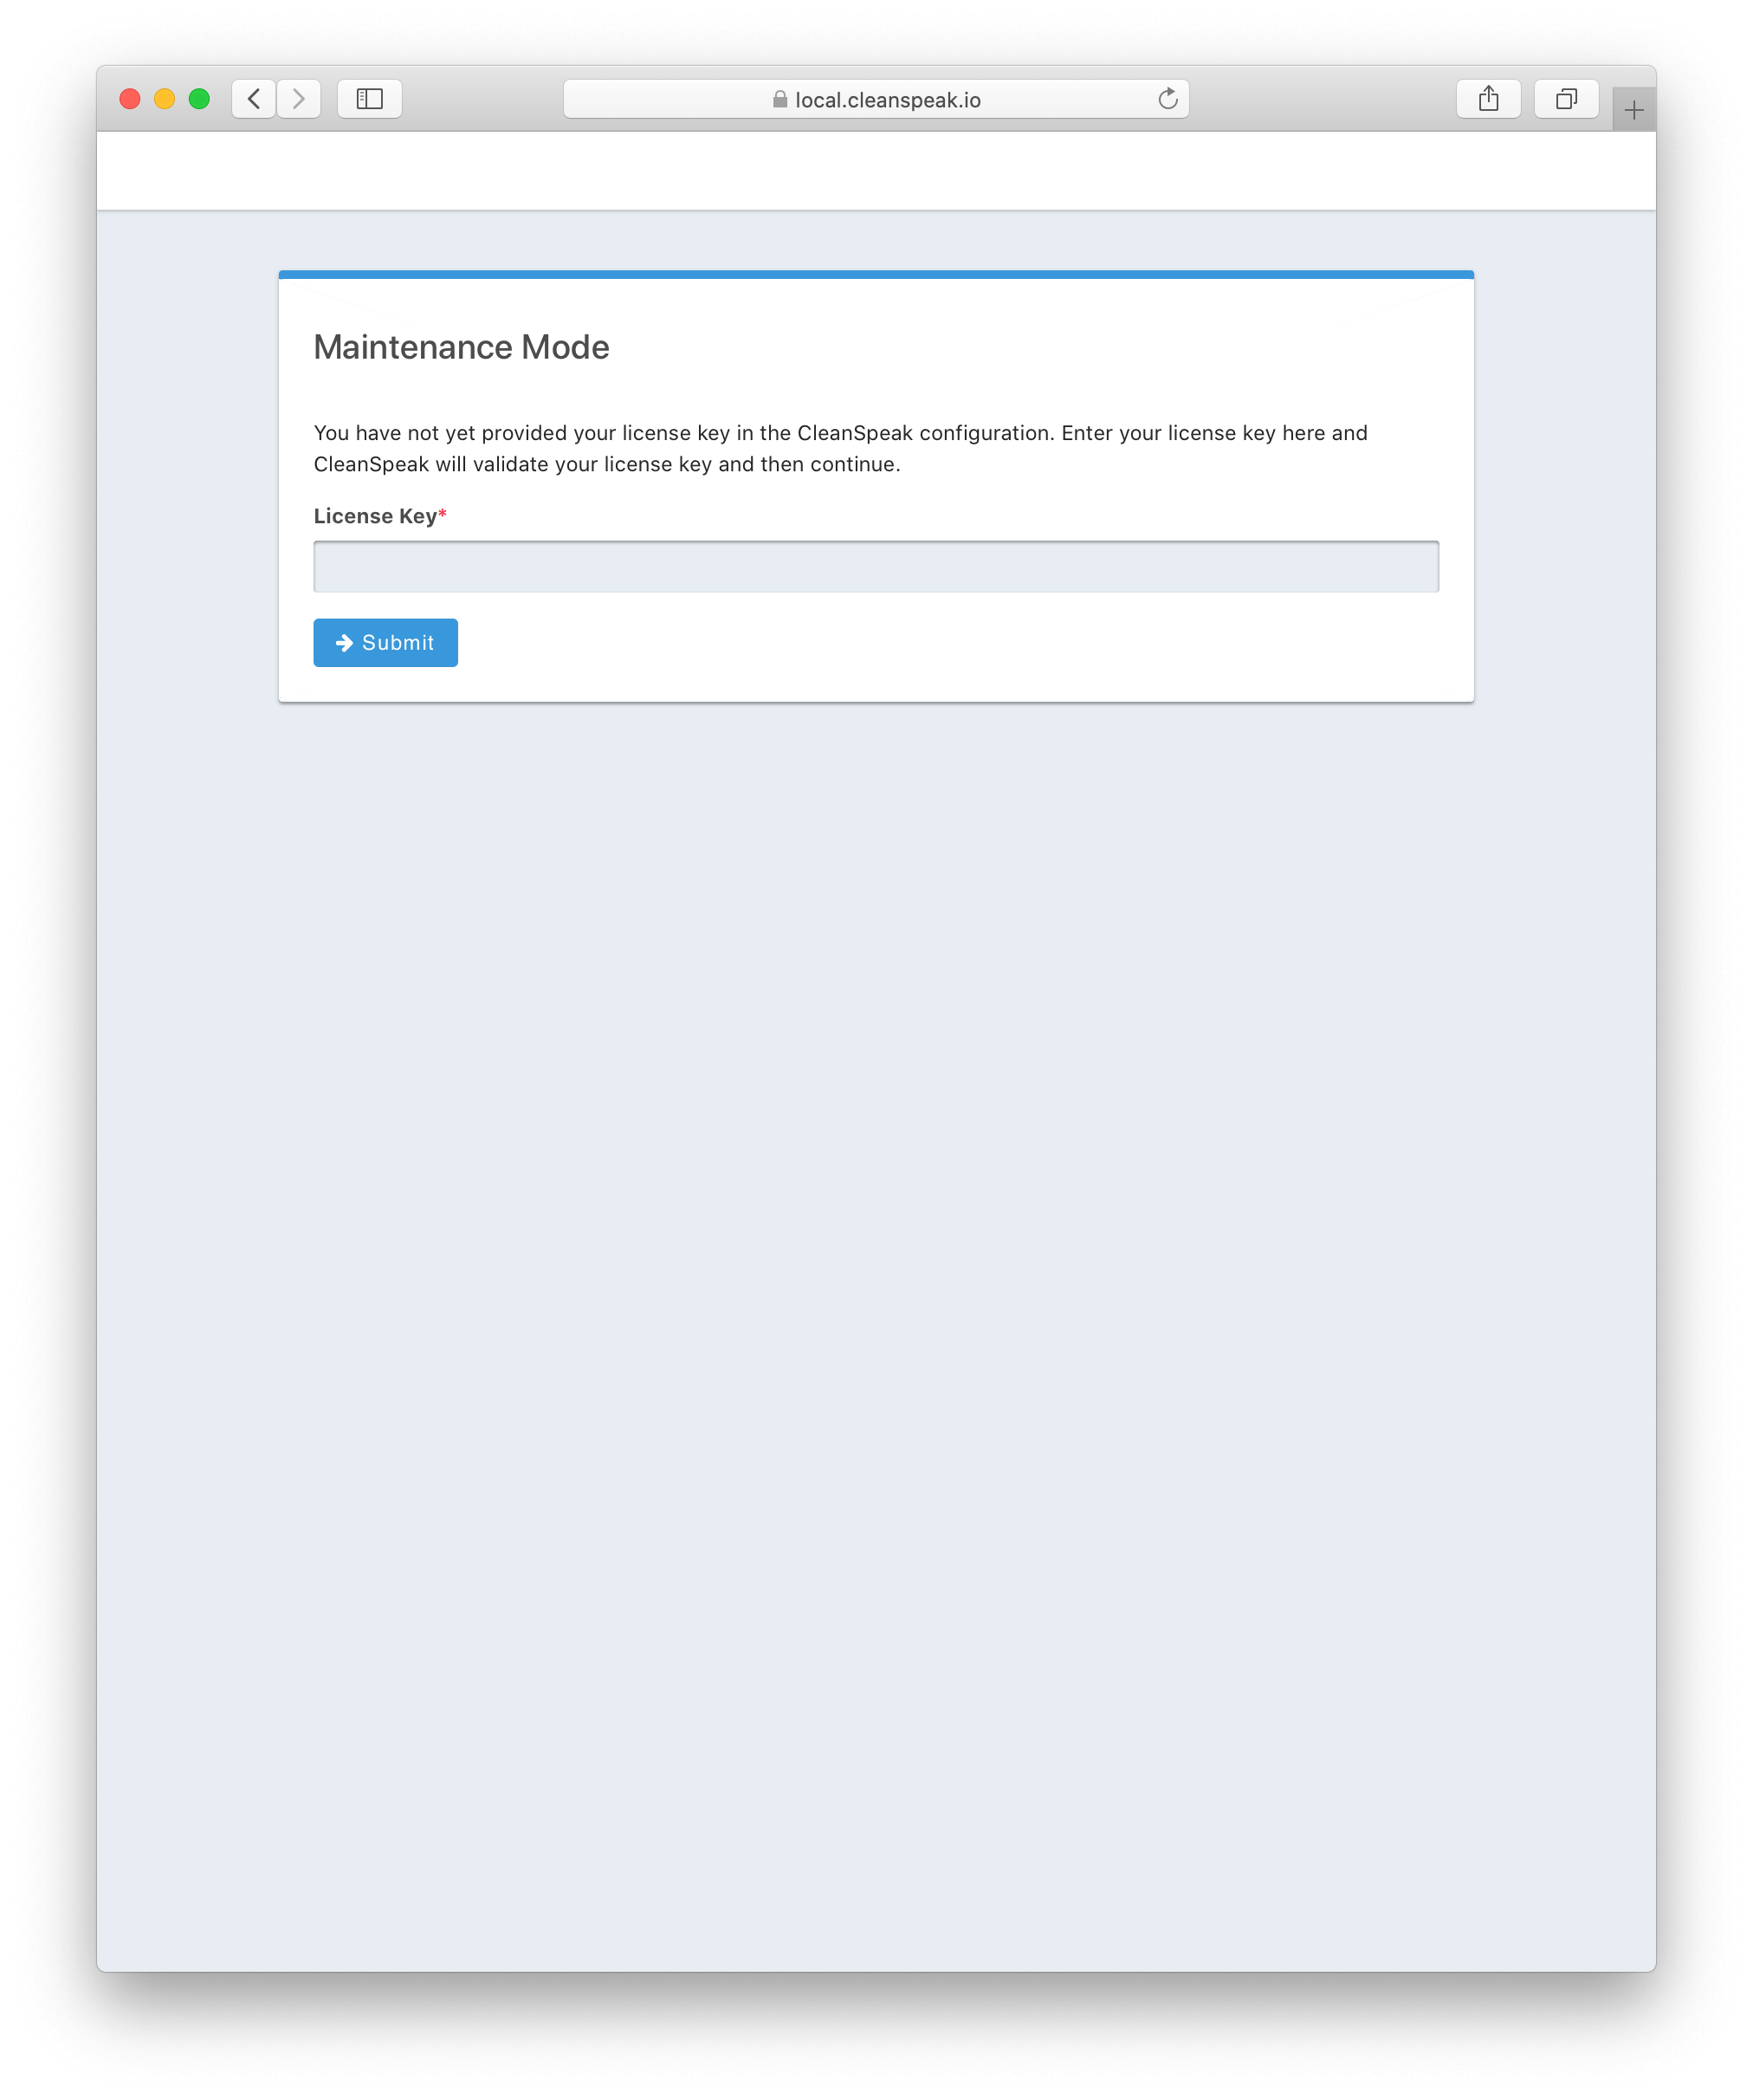 local.cleanspeak.io
Maintenance Mode
You have not yet provided your license key in the CleanSpeak configuration. Enter your license key here and
CleanSpeak will validate your license key and then continue.
License Key*
Submit